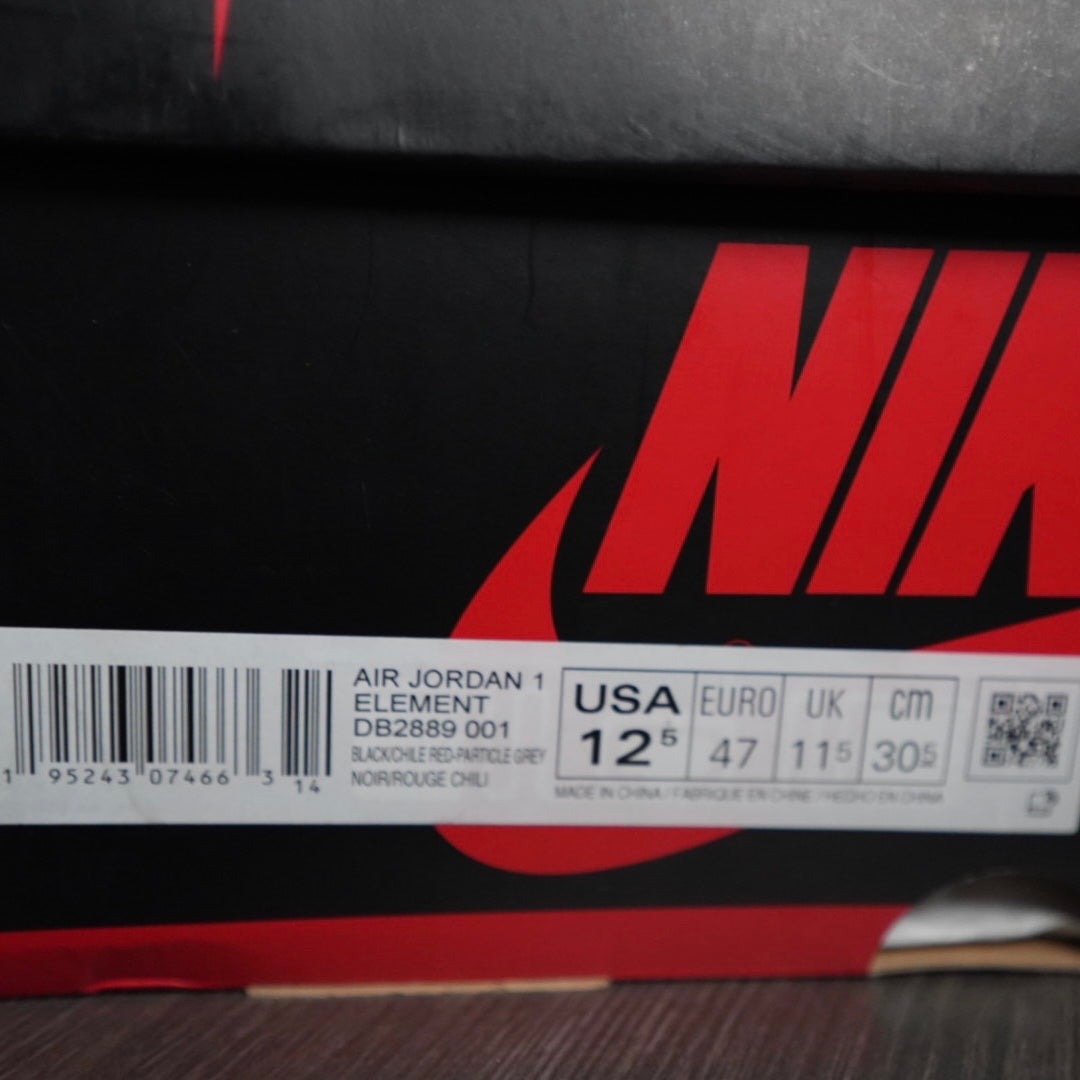 NIK
AIR JORDAN 1
ELEMENT
DB2889 001
BLACK/CHILE RED-PARTICLE GREY
NOIR/ROUGE CHILI
1 95243 07466 3 14
USA EURO UK cm
12 5 47 11 5 30 5
MADE IN CHINA / FABRIQUE EN CHINE / HECHO EN CHINA